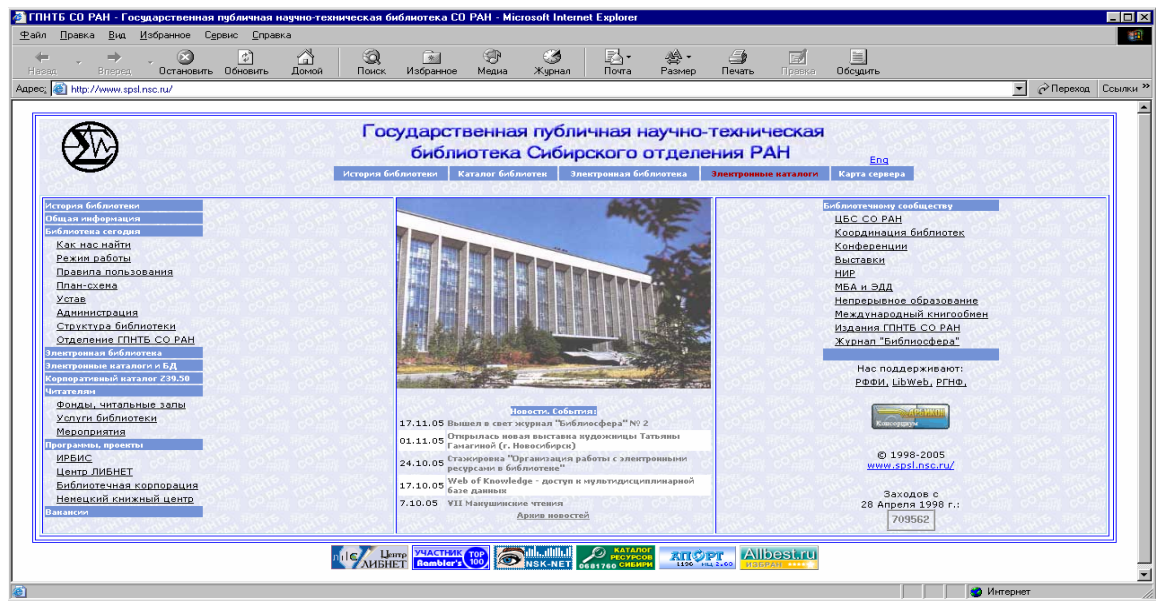 ГПНТБ СО РАН - Государственная публичная научно-техническая библиотека СО РАН - Microsoft Internet Explorer
Файл Правка Вид Избранное Сервис Справка
Назад Вперед Остановить Обновить Домой Поиск Избранное Медиа Журнал Почта Размер Печать Правка Обсудить
Адрес: http://www.spsl.nsc.ru/ Переход Ссылки »
Государственная публичная научно-техническая
библиотека Сибирского отделения РАН
Eng
История библиотеки Каталог библиотек Электронная библиотека Электронные каталоги Карта сервера
История библиотеки
Общая информация
Библиотека сегодня
Как нас найти
Режим работы
Правила пользования
План-схема
Устав
Администрация
Структура библиотеки
Отделение ГПНТБ СО РАН
Электронная библиотека
Электронные каталоги и БД
Корпоративный каталог Z39.50
Читателям
Фонды, читальные залы
Услуги библиотеки
Мероприятия
Программы, проекты
ИРБИС
Центр ЛИБНЕТ
Библиотечная корпорация
Немецкий книжный центр
Вакансии
Новости. События:
17.11.05 Вышел в свет журнал "Библиосфера" № 2
01.11.05 Открылась новая выставка художницы Татьяны
Гамагиной (г. Новосибирск)
24.10.05 Стажировка "Организация работы с электронными
ресурсами в библиотеке"
17.10.05 Web of Knowledge - доступ к мультидисциплинарной
базе данных
7.10.05 VII Макушинские чтения
Архив новостей
Библиотечному сообществу
ЦБС СО РАН
Координация библиотек
Конференции
Выставки
НИР
МБА и ЭДД
Непрерывное образование
Международный книгообмен
Издания ГПНТБ СО РАН
Журнал "Библиосфера"
Нас поддерживают:
РФФИ, LibWeb, РГНФ,
АРБИКОН
Консорциум
© 1998-2005
www.spsl.nsc.ru/
Заходов с
28 Апреля 1998 г.:
709562
Центр
ЛИБНЕТ
УЧАСТНИК
Rambler's
TOP
100
NSK-NET
КАТАЛОГ
РЕСУРСОВ
СИБИРИ
0681760
АПОРТ
1196
Allbest.ru
ИЗБРАН
Интернет